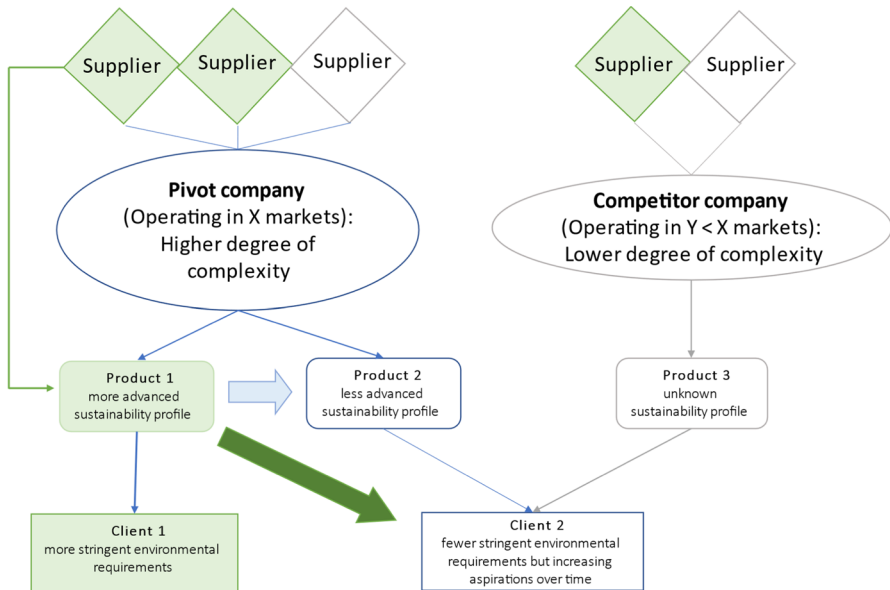 Supplier
Supplier
Supplier
Supplier
Supplier
Pivot company
(Operating in X markets):
Higher degree of
complexity
Competitor company
(Operating in Y < X markets):
Lower degree of complexity
Product 1
more advanced
sustainability profile
Product 2
less advanced
sustainability profile
Product 3
unknown
sustainability profile
Client 1
more stringent environmental
requirements
Client 2
fewer stringent environmental
requirements but increasing
aspirations over time